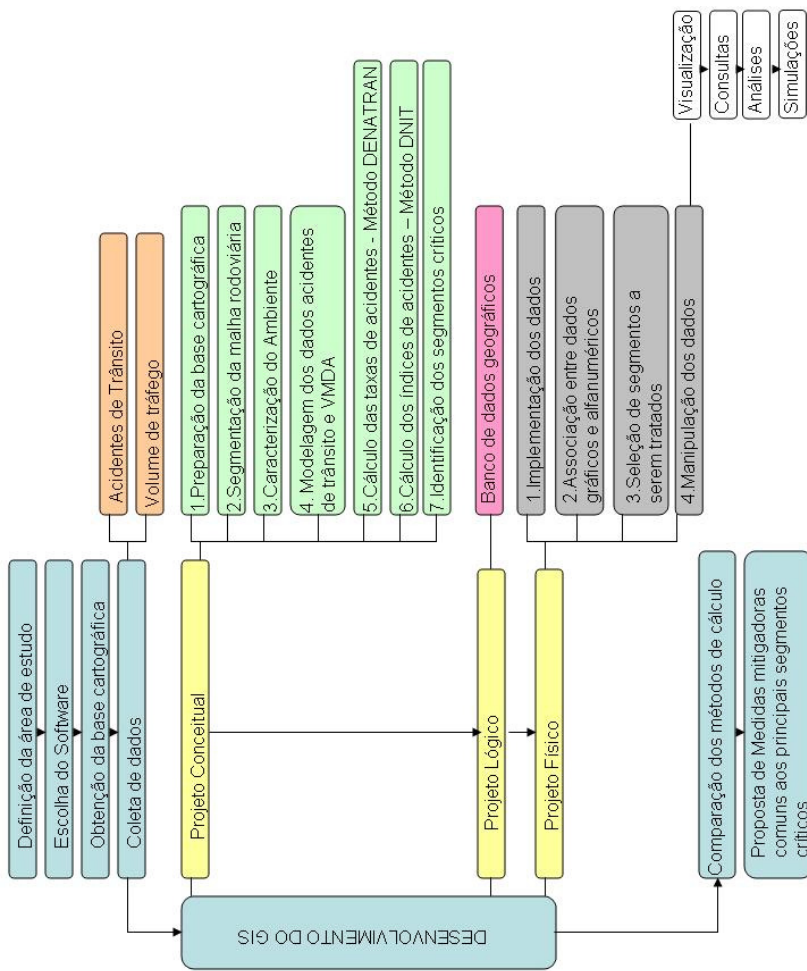 Definição da área de estudo
Escolha do Software
Obtenção da base cartográfica
Coleta de dados
Acidentes de Trânsito
Volume de tráfego
DESENVOLVIMENTO DO GIS
Projeto Conceitual
1.Preparação da base cartográfica
2.Segmentação da malha rodoviária
3.Caracterização do Ambiente
4. Modelagem dos dados acidentes
de trânsito e VMDA
5.Cálculo das taxas de acidentes - Método DENATRAN
6.Cálculo dos índices de acidentes – Método DNIT
7.Identificação dos segmentos críticos
Projeto Lógico
Banco de dados geográficos
Projeto Físico
1.Implementação dos dados
2.Associação entre dados
gráficos e alfanuméricos
3.Seleção de segmentos a
serem tratados
4.Manipulação dos dados
Visualização
Consultas
Análises
Simulações
Comparação dos métodos de cálculo
Proposta de Medidas mitigadoras
comuns aos principais segmentos
críticos